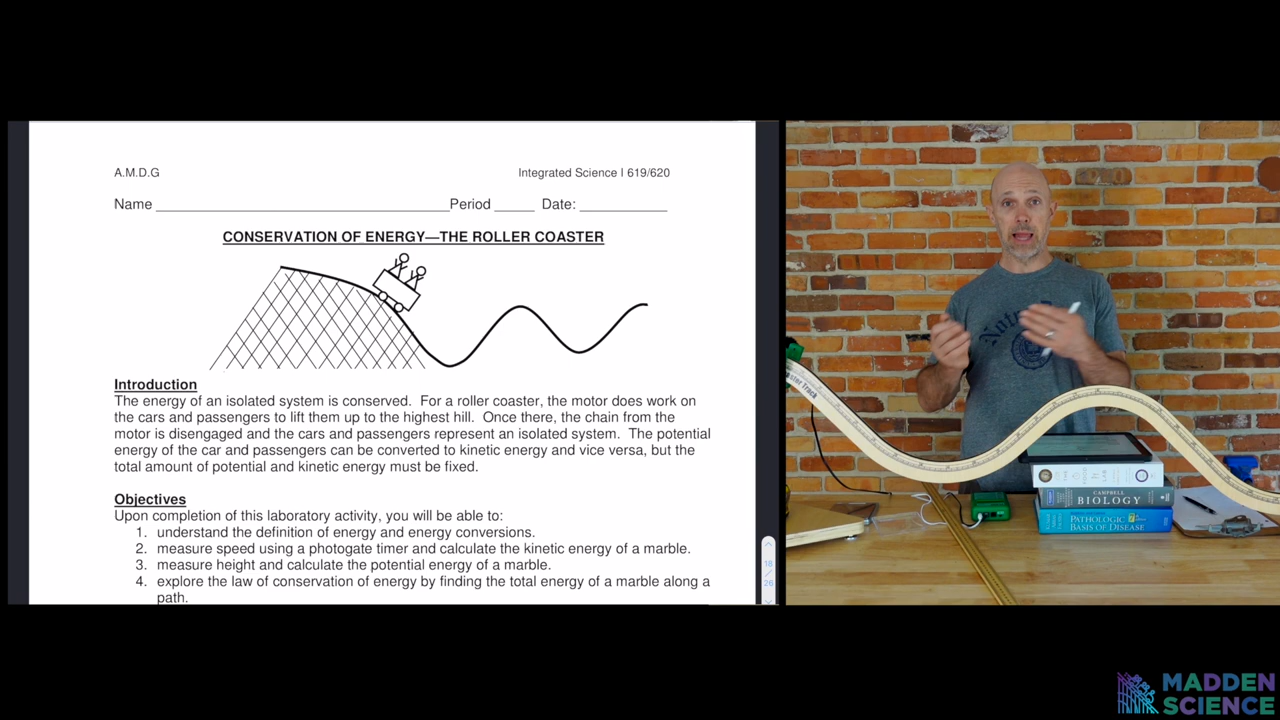 A.M.D.G
Integrated Science I 619/620
Name ______ Period ______ Date: ______
CONSERVATION OF ENERGY—THE ROLLER COASTER
Introduction
The energy of an isolated system is conserved. For a roller coaster, the motor does work on
the cars and passengers to lift them up to the highest hill. Once there, the chain from the
motor is disengaged and the cars and passengers represent an isolated system. The potential
energy of the car and passengers can be converted to kinetic energy and vice versa, but the
total amount of potential and kinetic energy must be fixed.
Objectives
Upon completion of this laboratory activity, you will be able to:
1. understand the definition of energy and energy conversions.
2. measure speed using a photogate timer and calculate the kinetic energy of a marble.
3. measure height and calculate the potential energy of a marble.
4. explore the law of conservation of energy by finding the total energy of a marble along a
path.
18
/
26
Track
CAMPBELL
BIOLOGY
PATHOLOGIC
BASIS OF DISEASE
MADDEN
SCIENCE